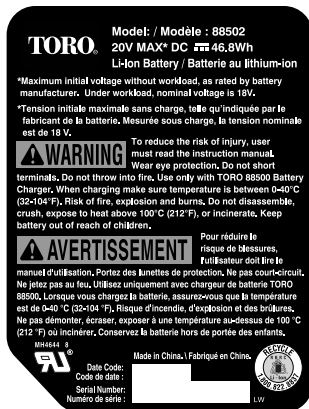 TORO®
Model: / Modèle : 88502
20V MAX* DC 46.8Wh
Li-Ion Battery / Batterie au lithium-ion
*Maximum initial voltage without workload, as rated by battery
manufacturer. Under workload, nominal voltage is 18V.
*Tension initiale maximale sans charge, telle qu'indiquée par le
fabricant de la batterie. Mesurée sous charge, la tension nominale
est de 18 V.
WARNING
To reduce the risk of injury, user
must read the instruction manual.
Wear eye protection. Do not short
terminals. Do not throw into fire. Use only with TORO 88500 Battery
Charger. When charging make sure temperature is between 0-40°C
(32-104°F). Risk of fire, explosion and burns. Do not disassemble,
crush, expose to heat above 100°C (212°F), or incinerate. Keep
battery out of reach of children.
AVERTISSEMENT
Pour réduire le
risque de blessures,
l'utilisateur doit lire le
manuel d'utilisation. Portez des lunettes de protection. Ne pas court-circuit.
Ne jetez pas au feu. Utilisez uniquement avec chargeur de batterie TORO
88500. Lorsque vous chargez la batterie, assurez-vous que la température
est de 0-40 °C (32-104 °F). Risque d'incendie, d'explosion et des brûlures.
Ne pas démonter, écraser, exposer à une température au-dessus de 100 °C
(212 °F) où incinérer. Conservez la batterie hors de portée des enfants.
MH4644 8
RU
®
Made in China. \ Fabriqué en Chine.
Date Code:
Code de date :
Serial Number:
Numéro de série :
LW
RECYCLE
1.800.822.8837